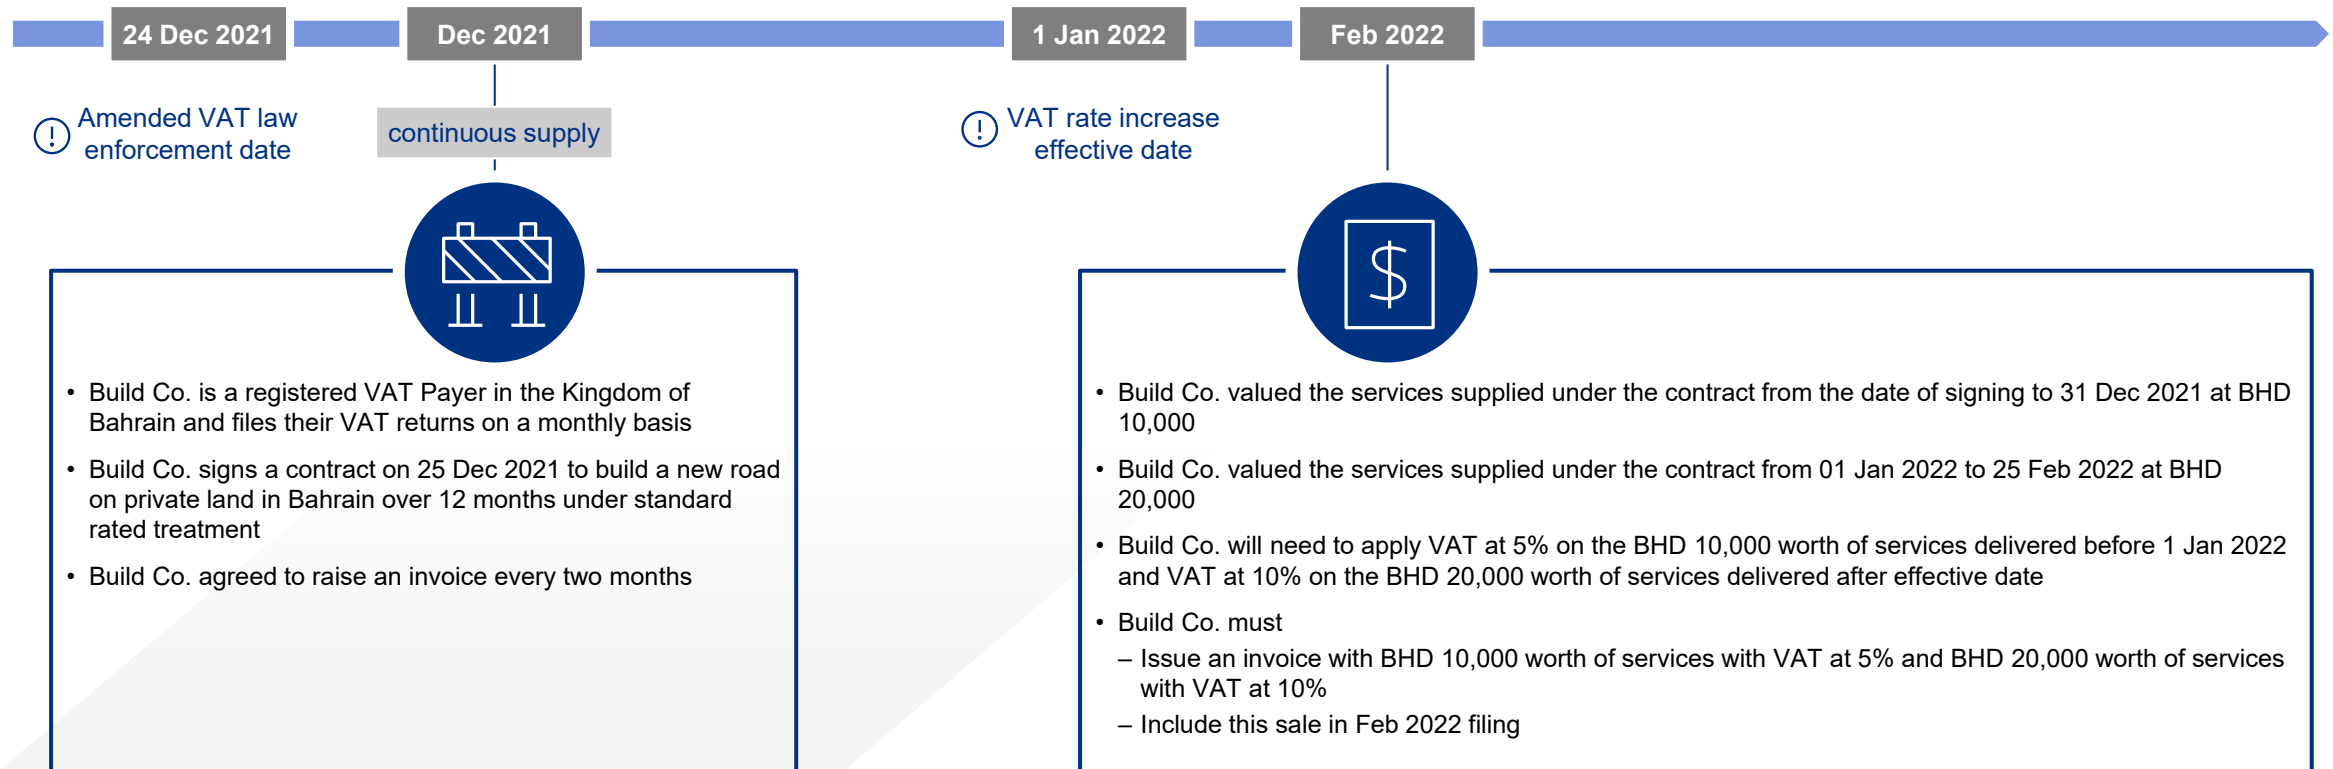 24 Dec 2021
Dec 2021
1 Jan 2022
Feb 2022
Amended VAT law
enforcement date
continuous supply
VAT rate increase
effective date
$
• Build Co. is a registered VAT Payer in the Kingdom of
Bahrain and files their VAT returns on a monthly basis
• Build Co. signs a contract on 25 Dec 2021 to build a new road
on private land in Bahrain over 12 months under standard
rated treatment
• Build Co. agreed to raise an invoice every two months
• Build Co. valued the services supplied under the contract from the date of signing to 31 Dec 2021 at BHD
10,000
• Build Co. valued the services supplied under the contract from 01 Jan 2022 to 25 Feb 2022 at BHD
20,000
• Build Co. will need to apply VAT at 5% on the BHD 10,000 worth of services delivered before 1 Jan 2022
and VAT at 10% on the BHD 20,000 worth of services delivered after effective date
• Build Co. must
– Issue an invoice with BHD 10,000 worth of services with VAT at 5% and BHD 20,000 worth of services
with VAT at 10%
– Include this sale in Feb 2022 filing